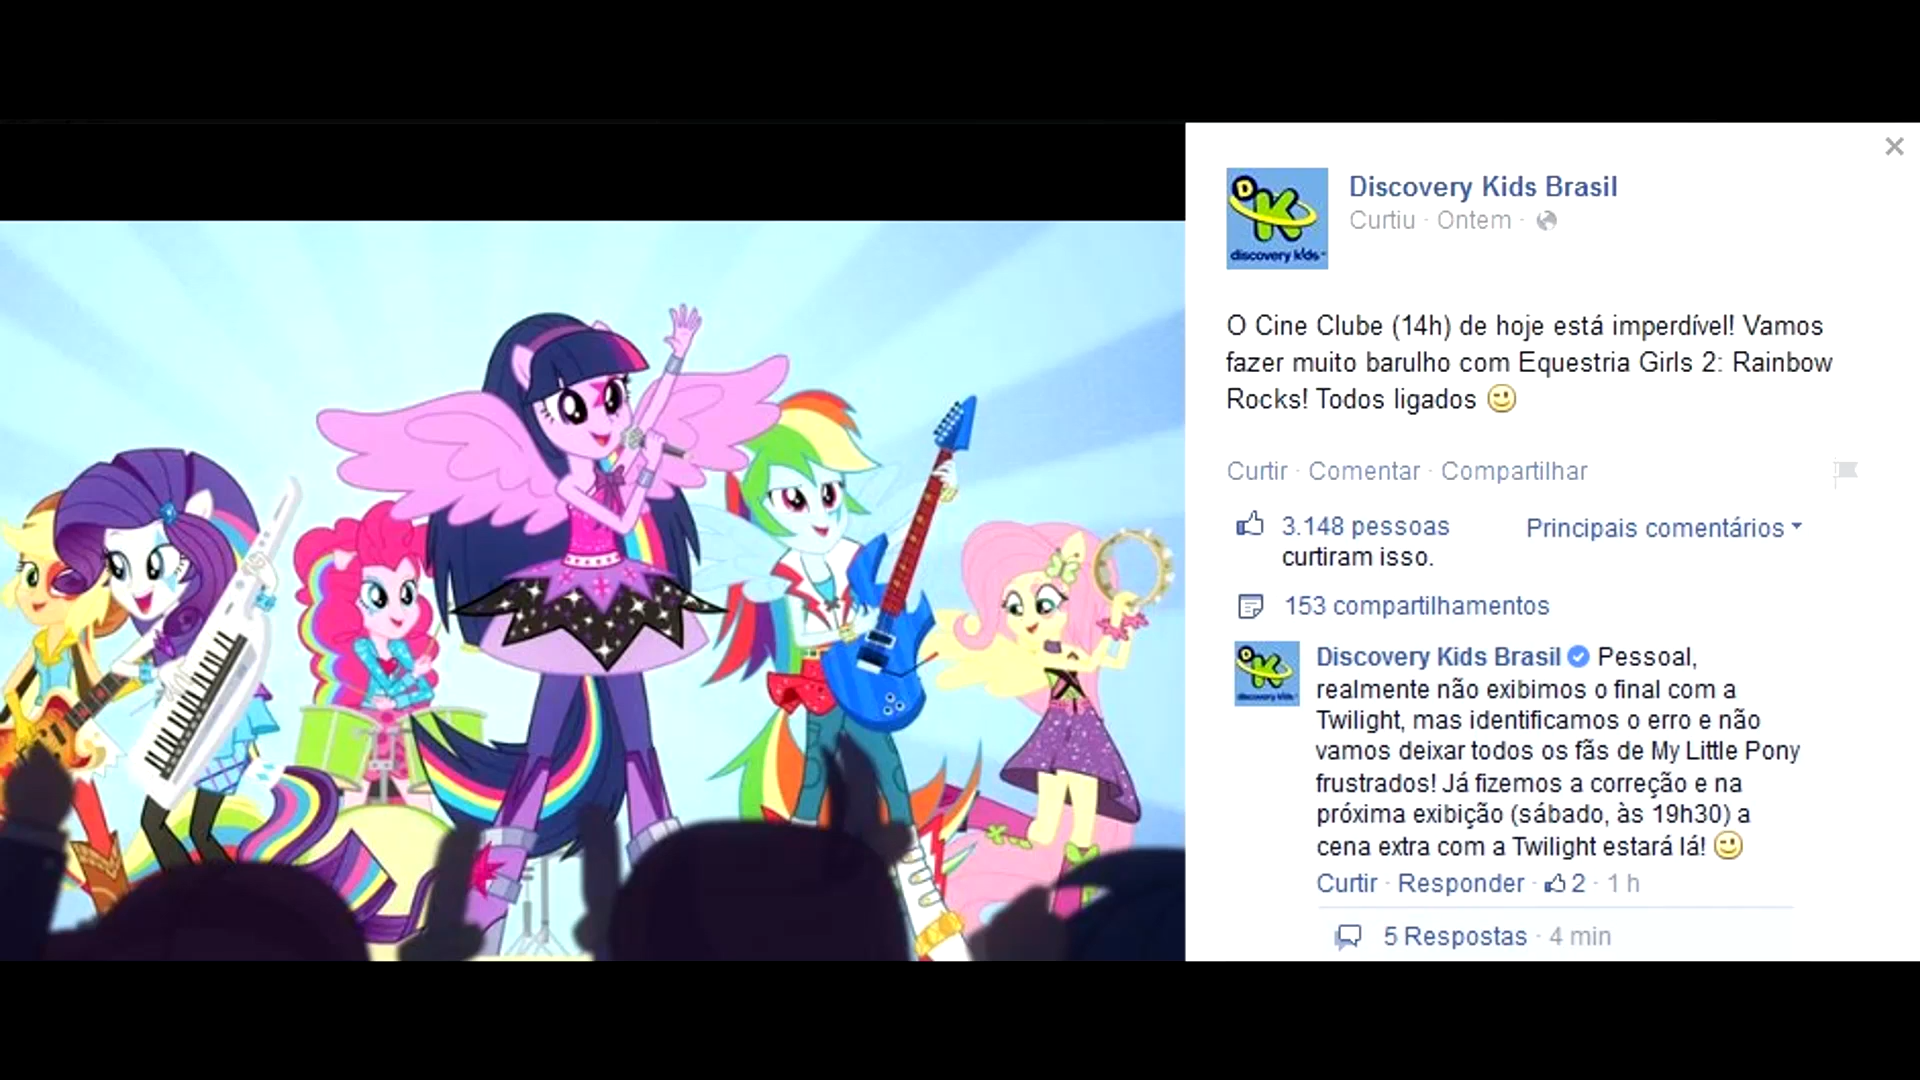 Discovery Kids Brasil
Curtiu · Ontem ·
D K
discovery kids
O Cine Clube (14h) de hoje está imperdível! Vamos
fazer muito barulho com Equestria Girls 2: Rainbow
Rocks! Todos ligados
Curtir · Comentar · Compartilhar
3.148 pessoas
curtiram isso.
Principais comentários
153 compartilhamentos
D K
discovery kids
Discovery Kids Brasil Pessoal,
realmente não exibimos o final com a
Twilight, mas identificamos o erro e não
vamos deixar todos os fãs de My Little Pony
frustrados! Já fizemos a correção e na
próxima exibição (sábado, às 19h30) a
cena extra com a Twilight estará lá!
Curtir · Responder · 2 · 1 h
5 Respostas · 4 min